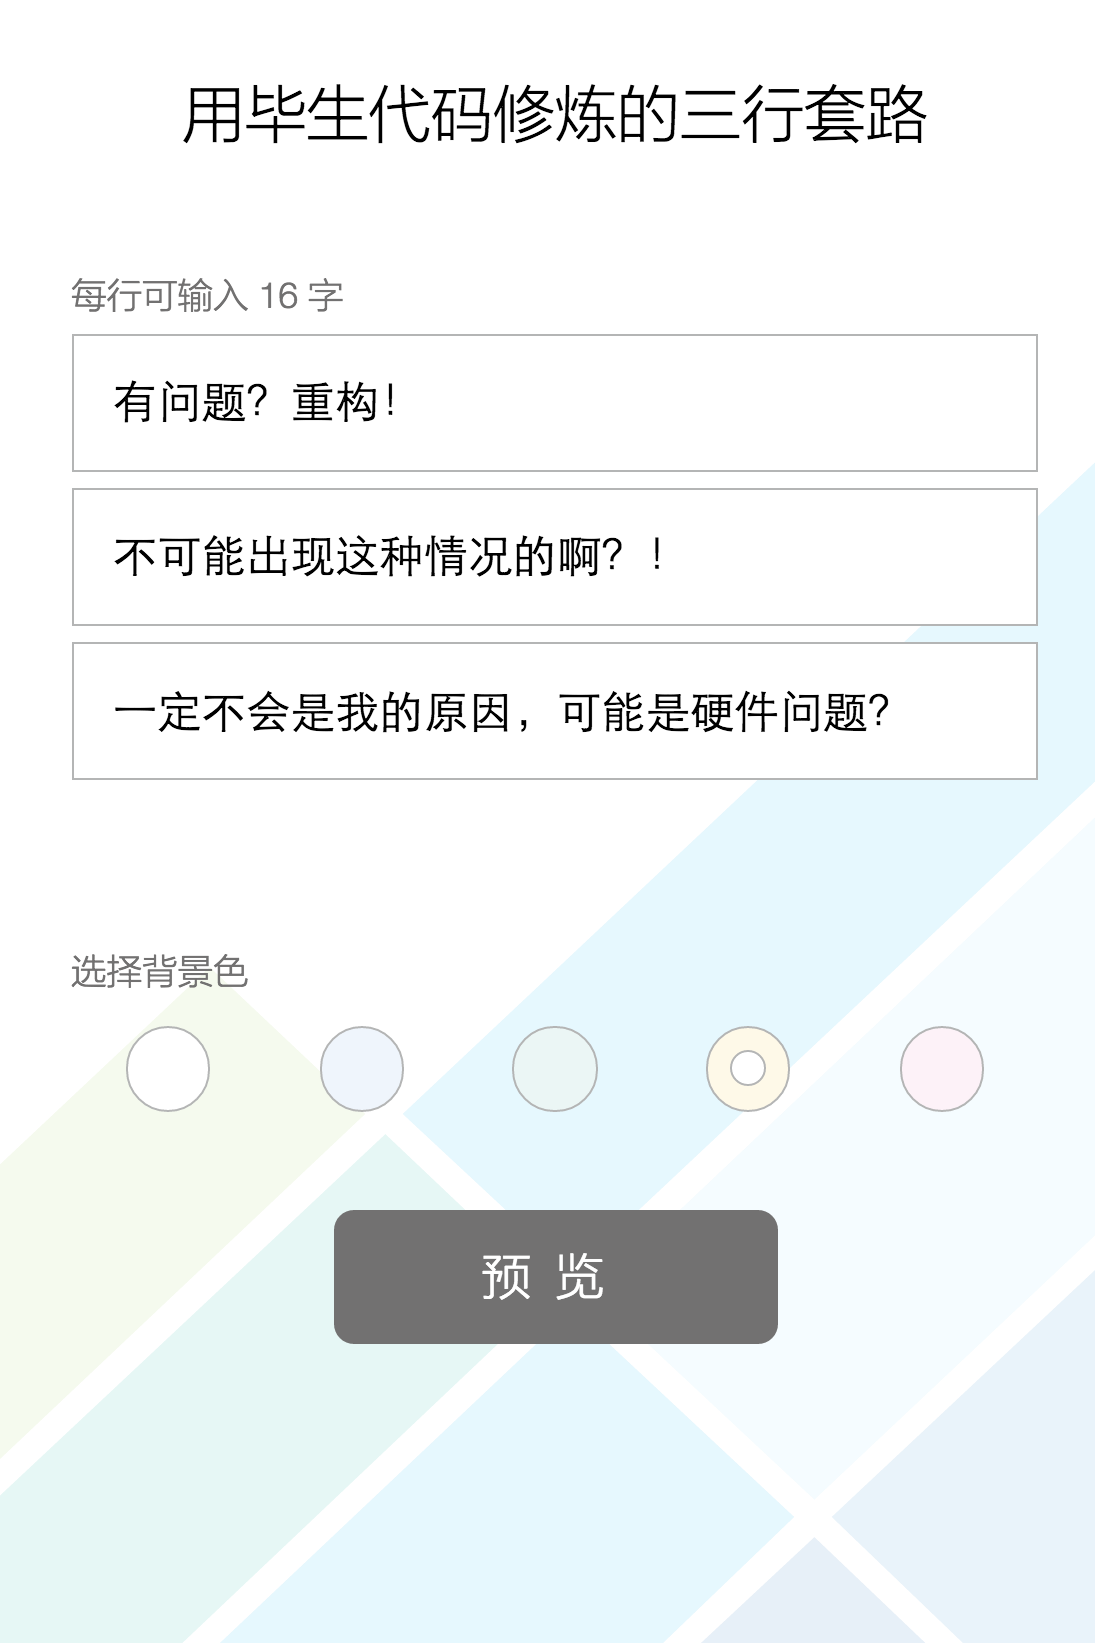 用毕生代码修炼的三行套路
每行可输入 16 字
有问题？重构！
不可能出现这种情况的啊？！
一定不会是我的原因，可能是硬件问题？
选择背景色
预 览